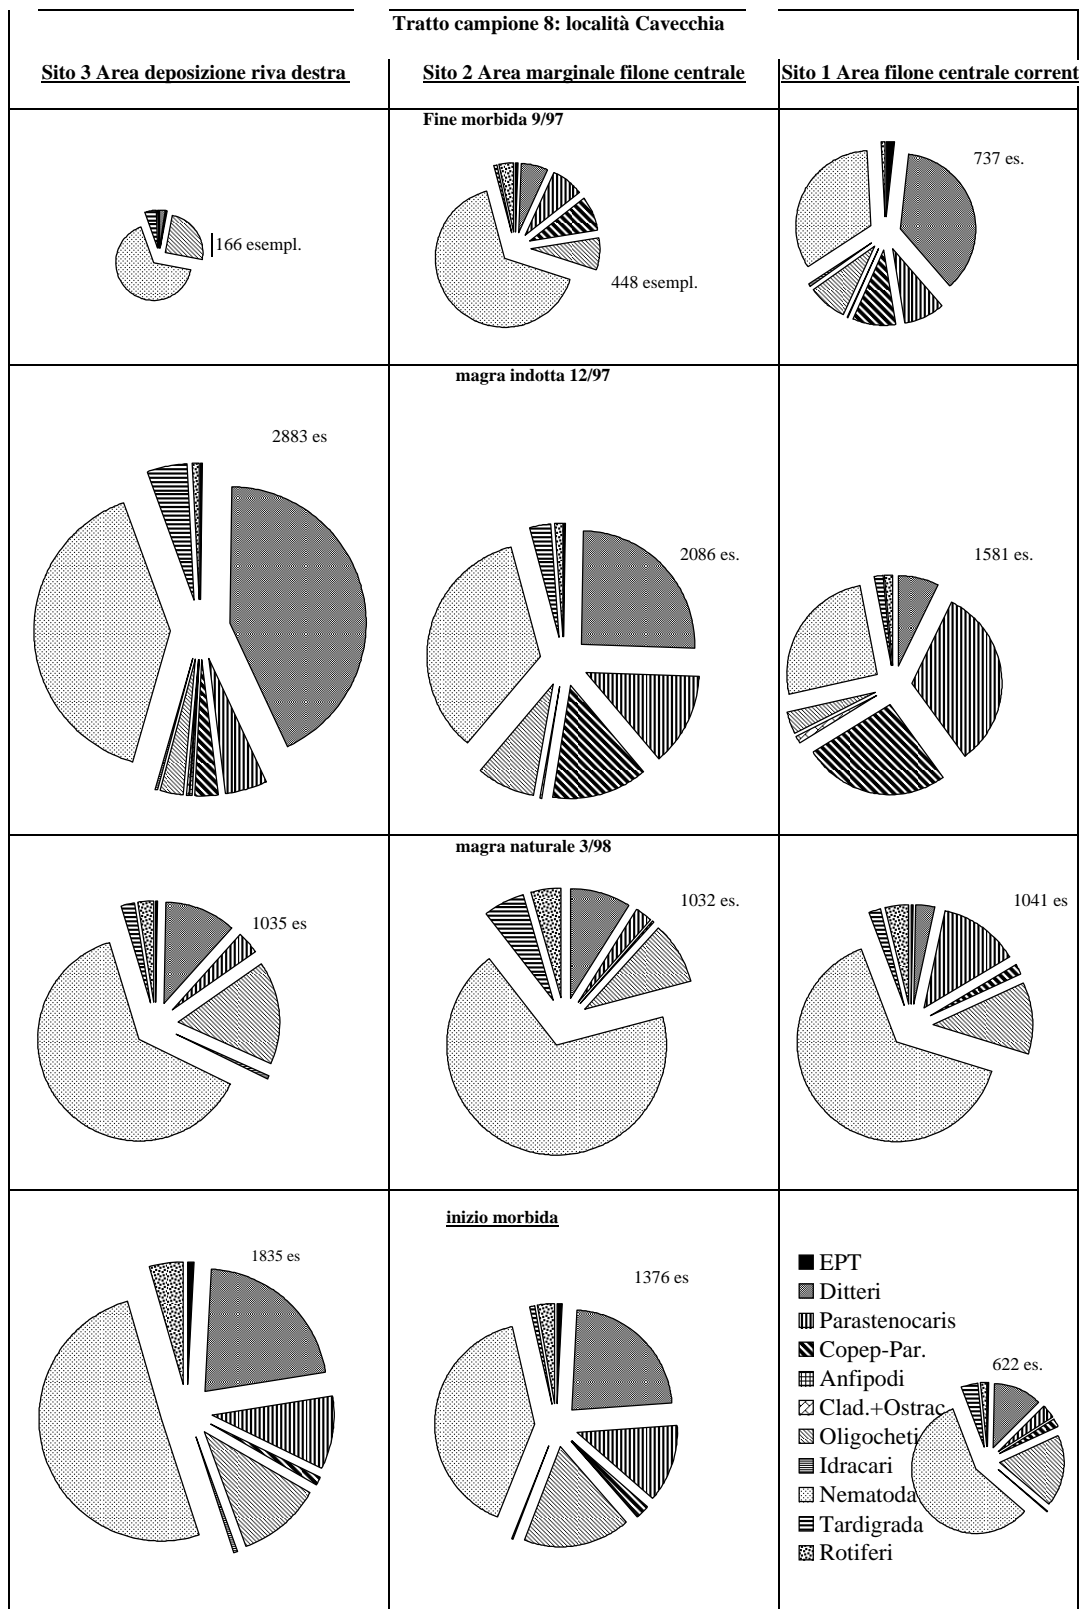 Tratto campione 8: località Cavecchia
Sito 3 Area deposizione riva destra
Sito 2 Area marginale filone centrale
Sito 1 Area filone centrale corrent
Fine morbida 9/97
166 esempl.
448 esempl.
737 es.
magra indotta 12/97
2883 es
2086 es.
1581 es.
magra naturale 3/98
1035 es
1032 es.
1041 es
inizio morbida
1835 es
1376 es
622 es.
EPT
Ditteri
Parastenocaris
Copep-Par.
Anfipodi
Clad.+Ostrac
Oligocheti
Idracari
Nematoda
Tardigrada
Rotiferi